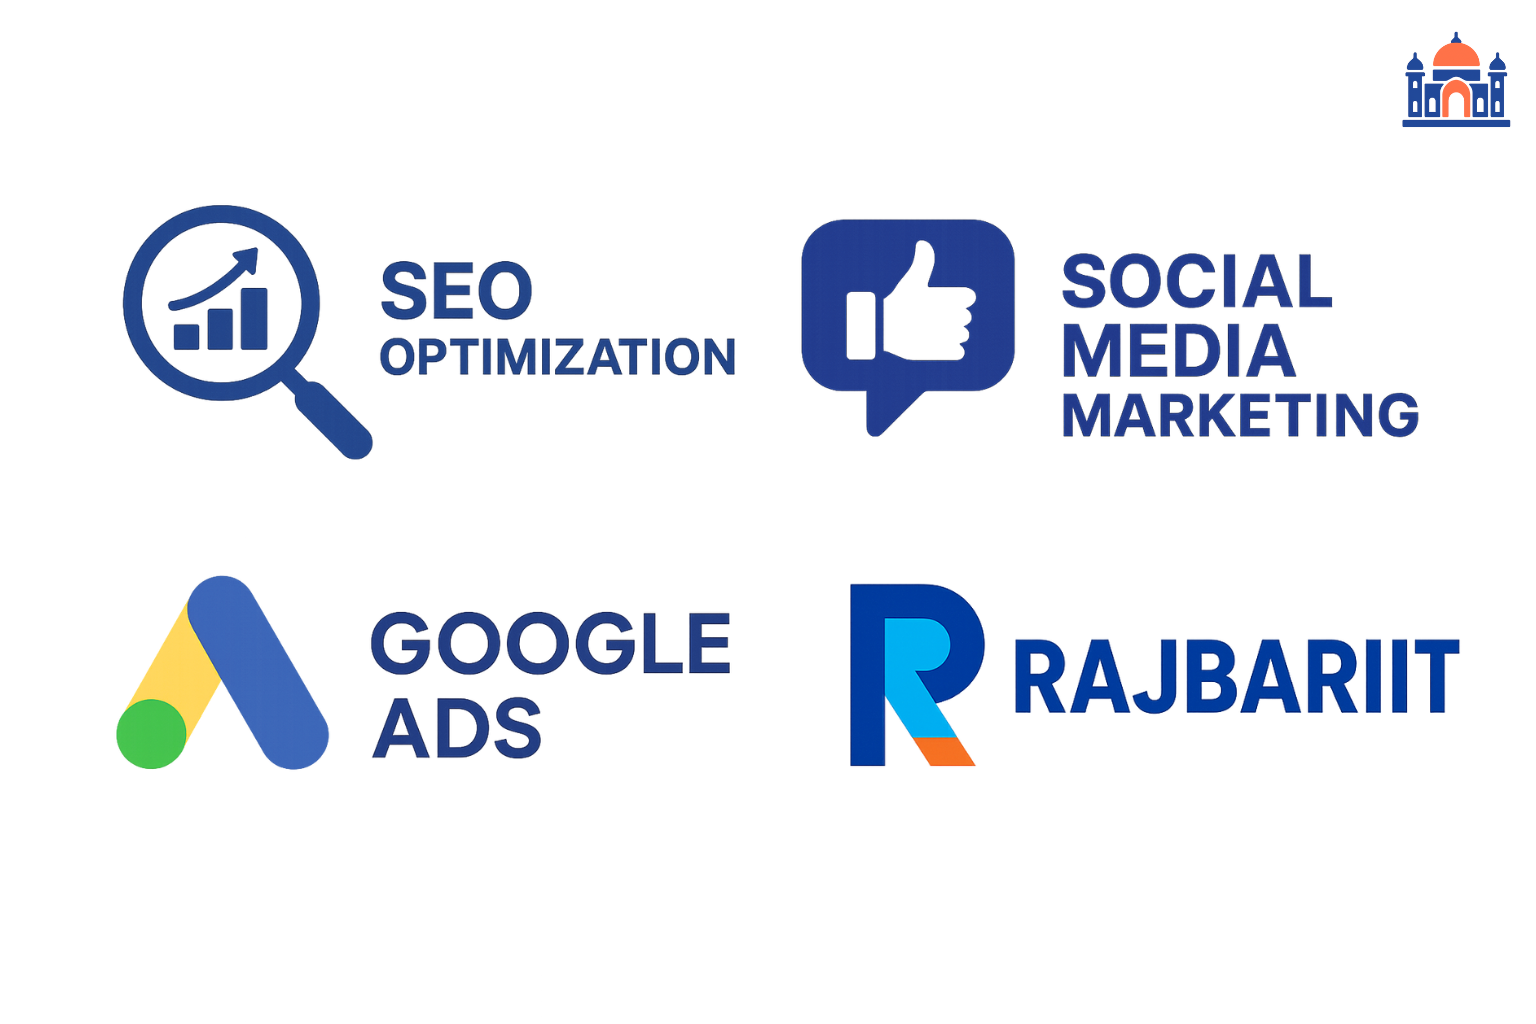 SEO
OPTIMIZATION
SOCIAL
MEDIA
MARKETING
GOOGLE
ADS
RAJBARIIT